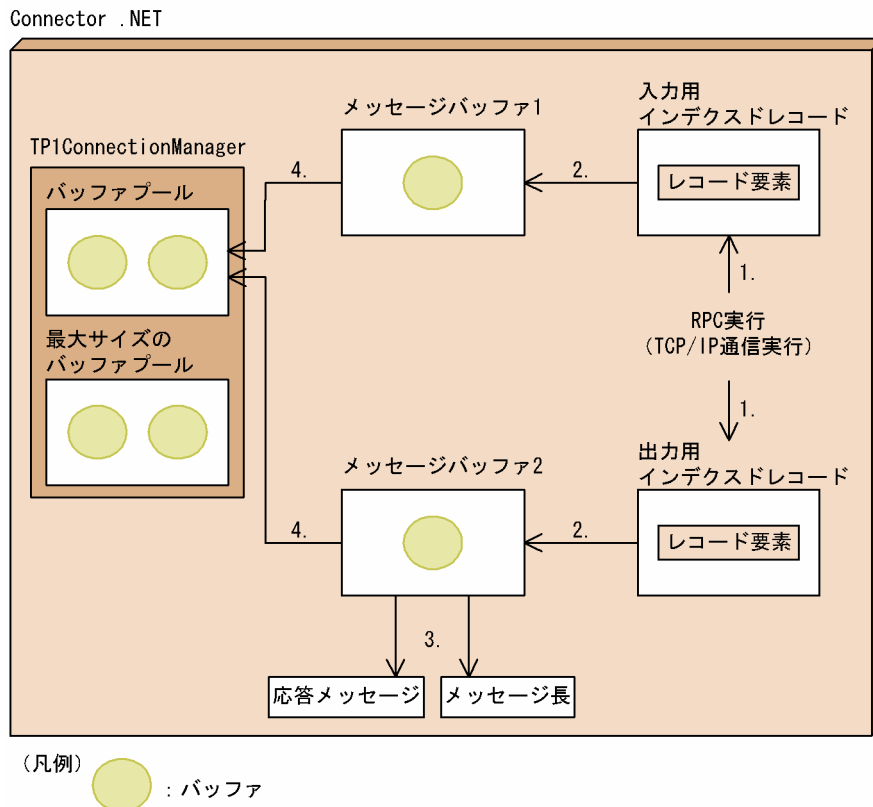 Connector .NET
メッセージバッファ1
入力用
インデクスドレコード
TP1ConnectionManager
バッファプール
4.
2.
レコード要素
1.
RPC実行
(TCP/IP通信実行)
最大サイズの
バッファプール
1.
メッセージバッファ2
出力用
インデクスドレコード
4.
2.
レコード要素
3.
応答メッセージ
メッセージ長
(凡例)
:バッファ